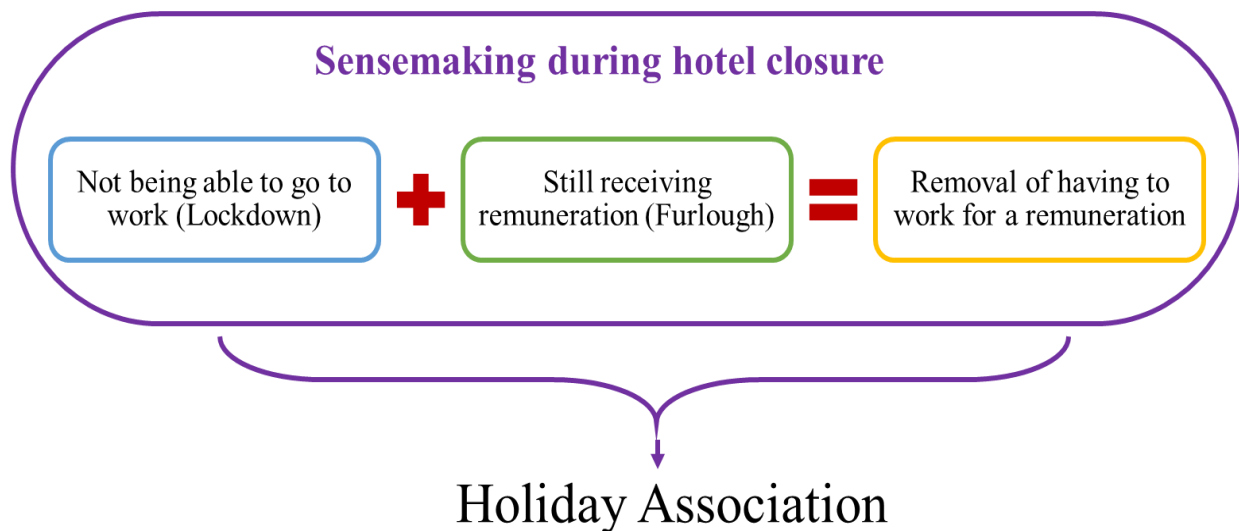 Sensemaking during hotel closure
Not being able to go to
work (Lockdown)
+
Still receiving
remuneration (Furlough)
=
Removal of having to
work for a remuneration
Holiday Association